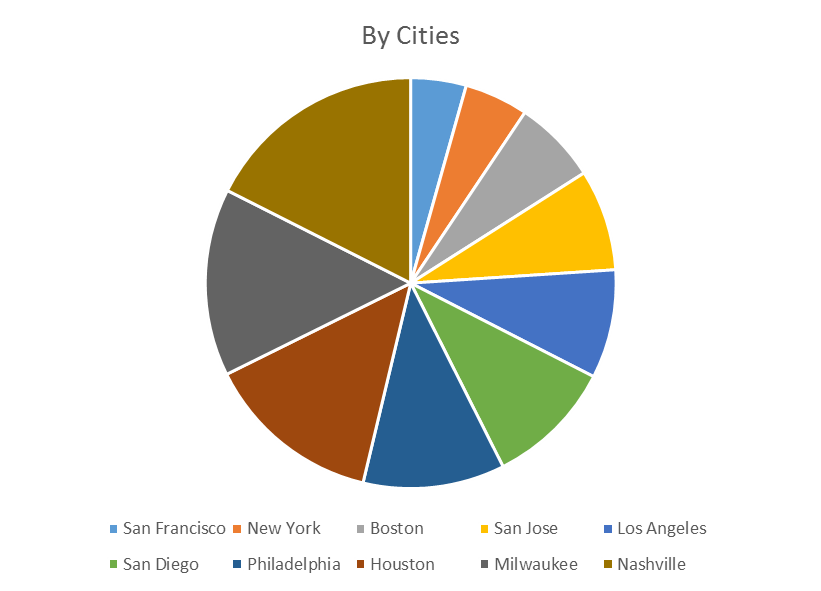 By Cities
San Francisco New York Boston San Jose Los Angeles
San Diego Philadelphia Houston Milwaukee Nashville